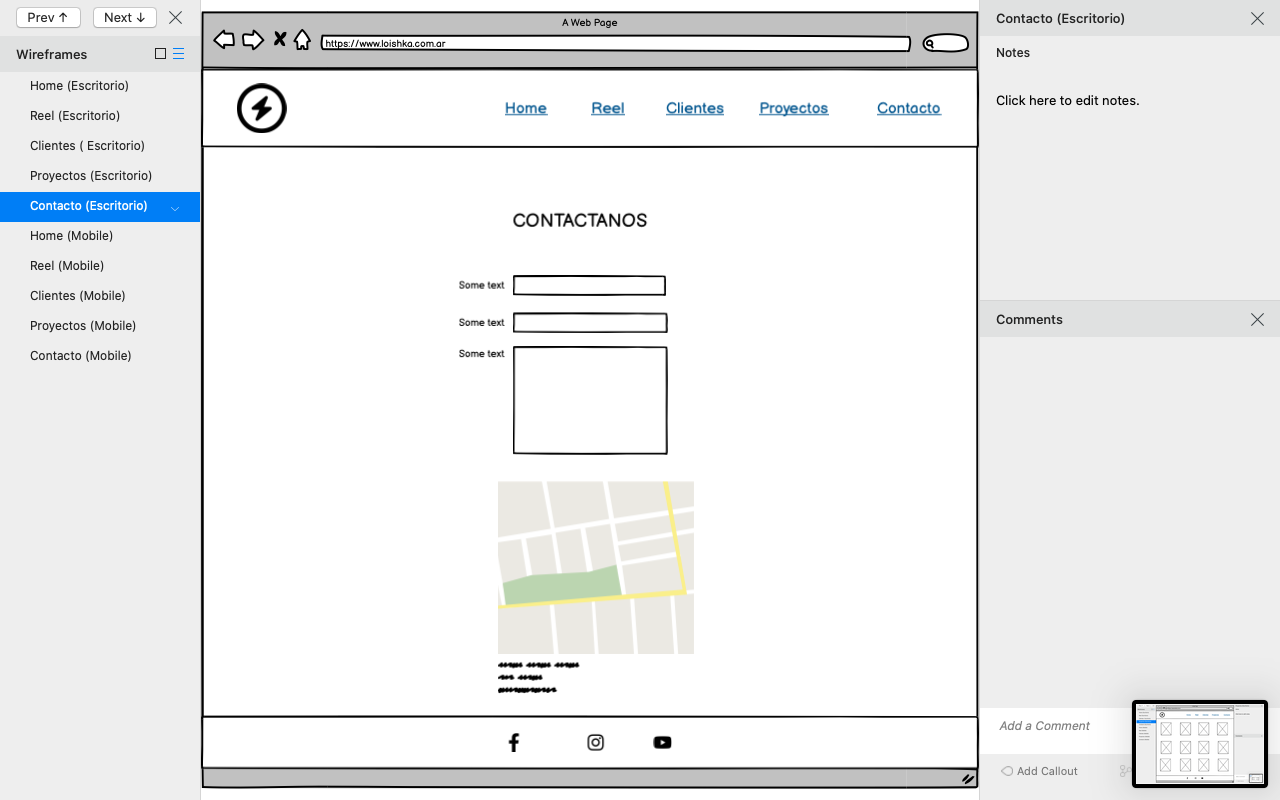 Prev ↑ Next ↓
Wireframes
Home (Escritorio)
Reel (Escritorio)
Clientes ( Escritorio)
Proyectos (Escritorio)
Contacto (Escritorio)
Home (Mobile)
Reel (Mobile)
Clientes (Mobile)
Proyectos (Mobile)
Contacto (Mobile)
A Web Page
https://www.loishka.com.ar
Home Reel Clientes Proyectos Contacto
CONTACTANOS
Some text
Some text
Some text
Contacto (Escritorio)
Notes
Click here to edit notes.
Comments
Add a Comment
Add Callout